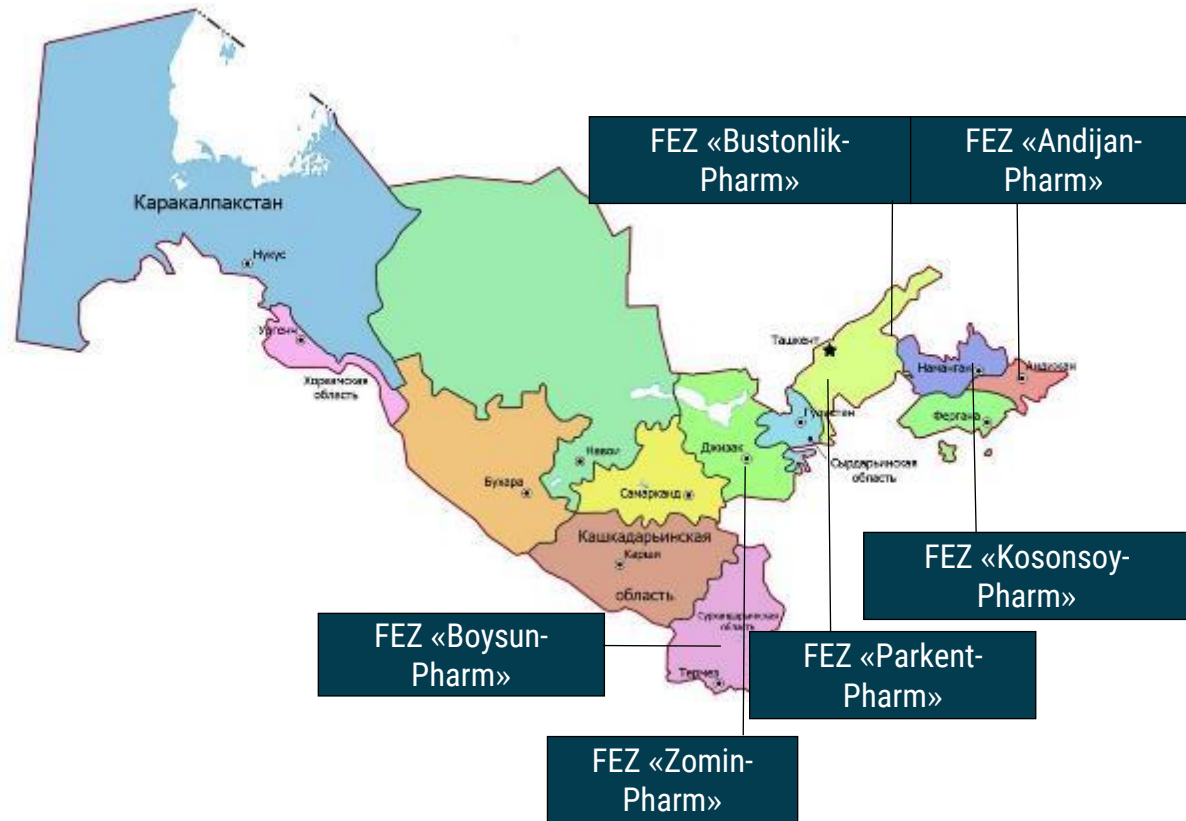 FEZ «Bustonlik-
Pharm»
FEZ «Andijan-
Pharm»
Каракалпакстан
Нукус
Ургенч
Хорезмская
область
Ташкент
Наманган
Андижан
Гулистан
Фергана
Сырдарьинская
область
Джизак
Навои
Бухара
Самарканд
Кашкадарьинская
Карши
область
Сурхандарьинская
область
Термез
FEZ «Kosonsoy-
Pharm»
FEZ «Boysun-
Pharm»
FEZ «Parkent-
Pharm»
FEZ «Zomin-
Pharm»